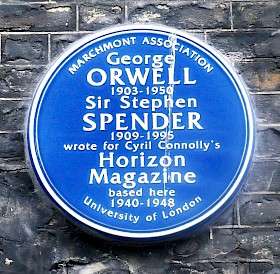 MARCHMONT ASSOCIATION
George
ORWELL
1903-1950
Sir Stephen
SPENDER
1909-1995
wrote for Cyril Connolly's
Horizon
Magazine
based here
1940-1948
University of London